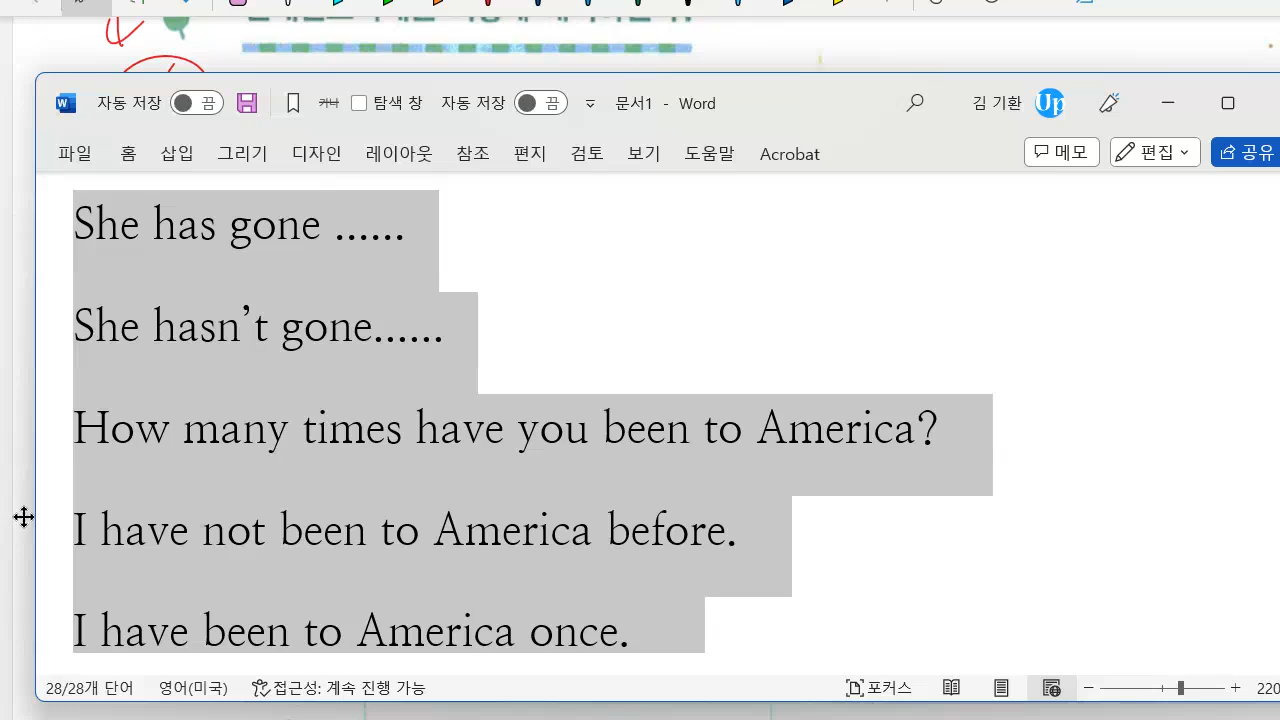 자동 저장 끔 가나 탐색 창 자동 저장 끔 문서1 - Word 김 기환 Up
파일 홈 삽입 그리기 디자인 레이아웃 참조 편지 검토 보기 도움말 Acrobat 메모 편집 공유
She has gone ......
She hasn’t gone......
How many times have you been to America?
I have not been to America before.
I have been to America once.
28/28개 단어 영어(미국) 접근성: 계속 진행 가능 포커스 220